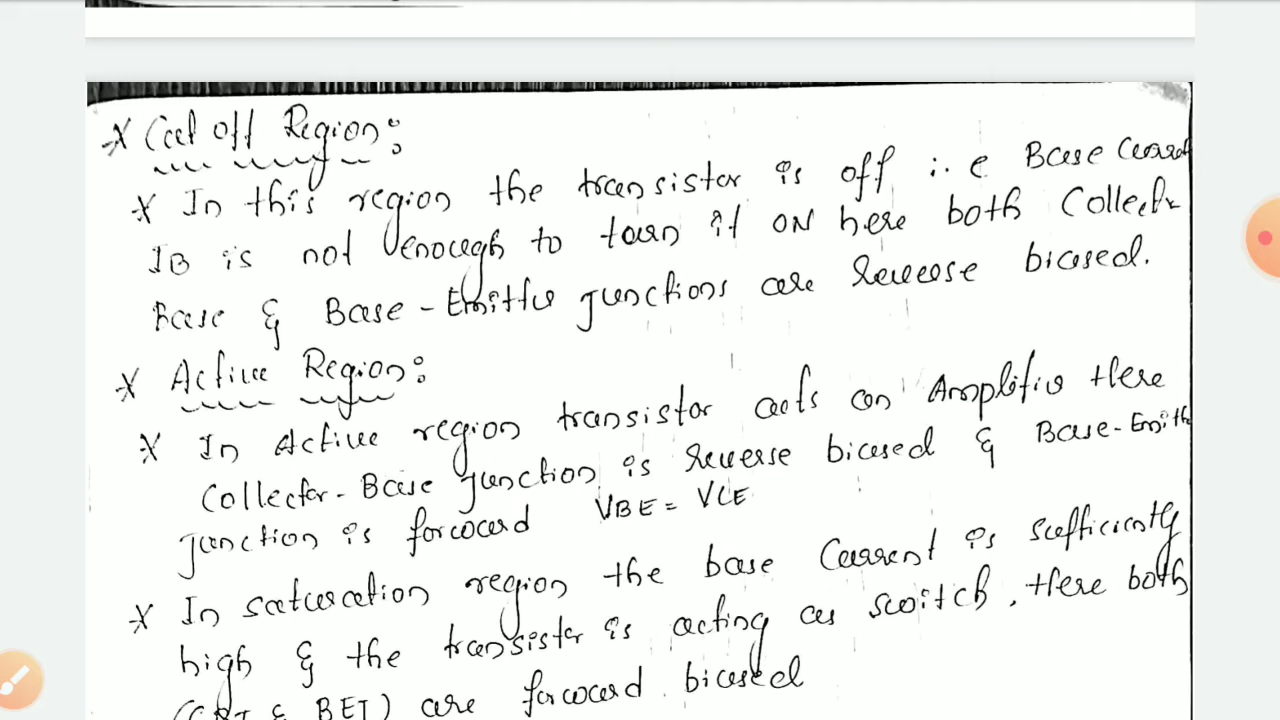 * Cut off Region:
* In this region the transistor is off i.e Base Current
IB is not enough to turn it ON here both Collector
Base & Base-Emitter junctions are Reverse biased.
* Active Region:
* In Active region transistor acts an Amplifier Here
Collector-Base junction is Reverse biased & Base-Emitte
junction is forward VBE = VCE
* In saturation region the base Current is sufficiently
high & the transistor is acting as switch, Here both
(CBJ & BEJ) are forward biased